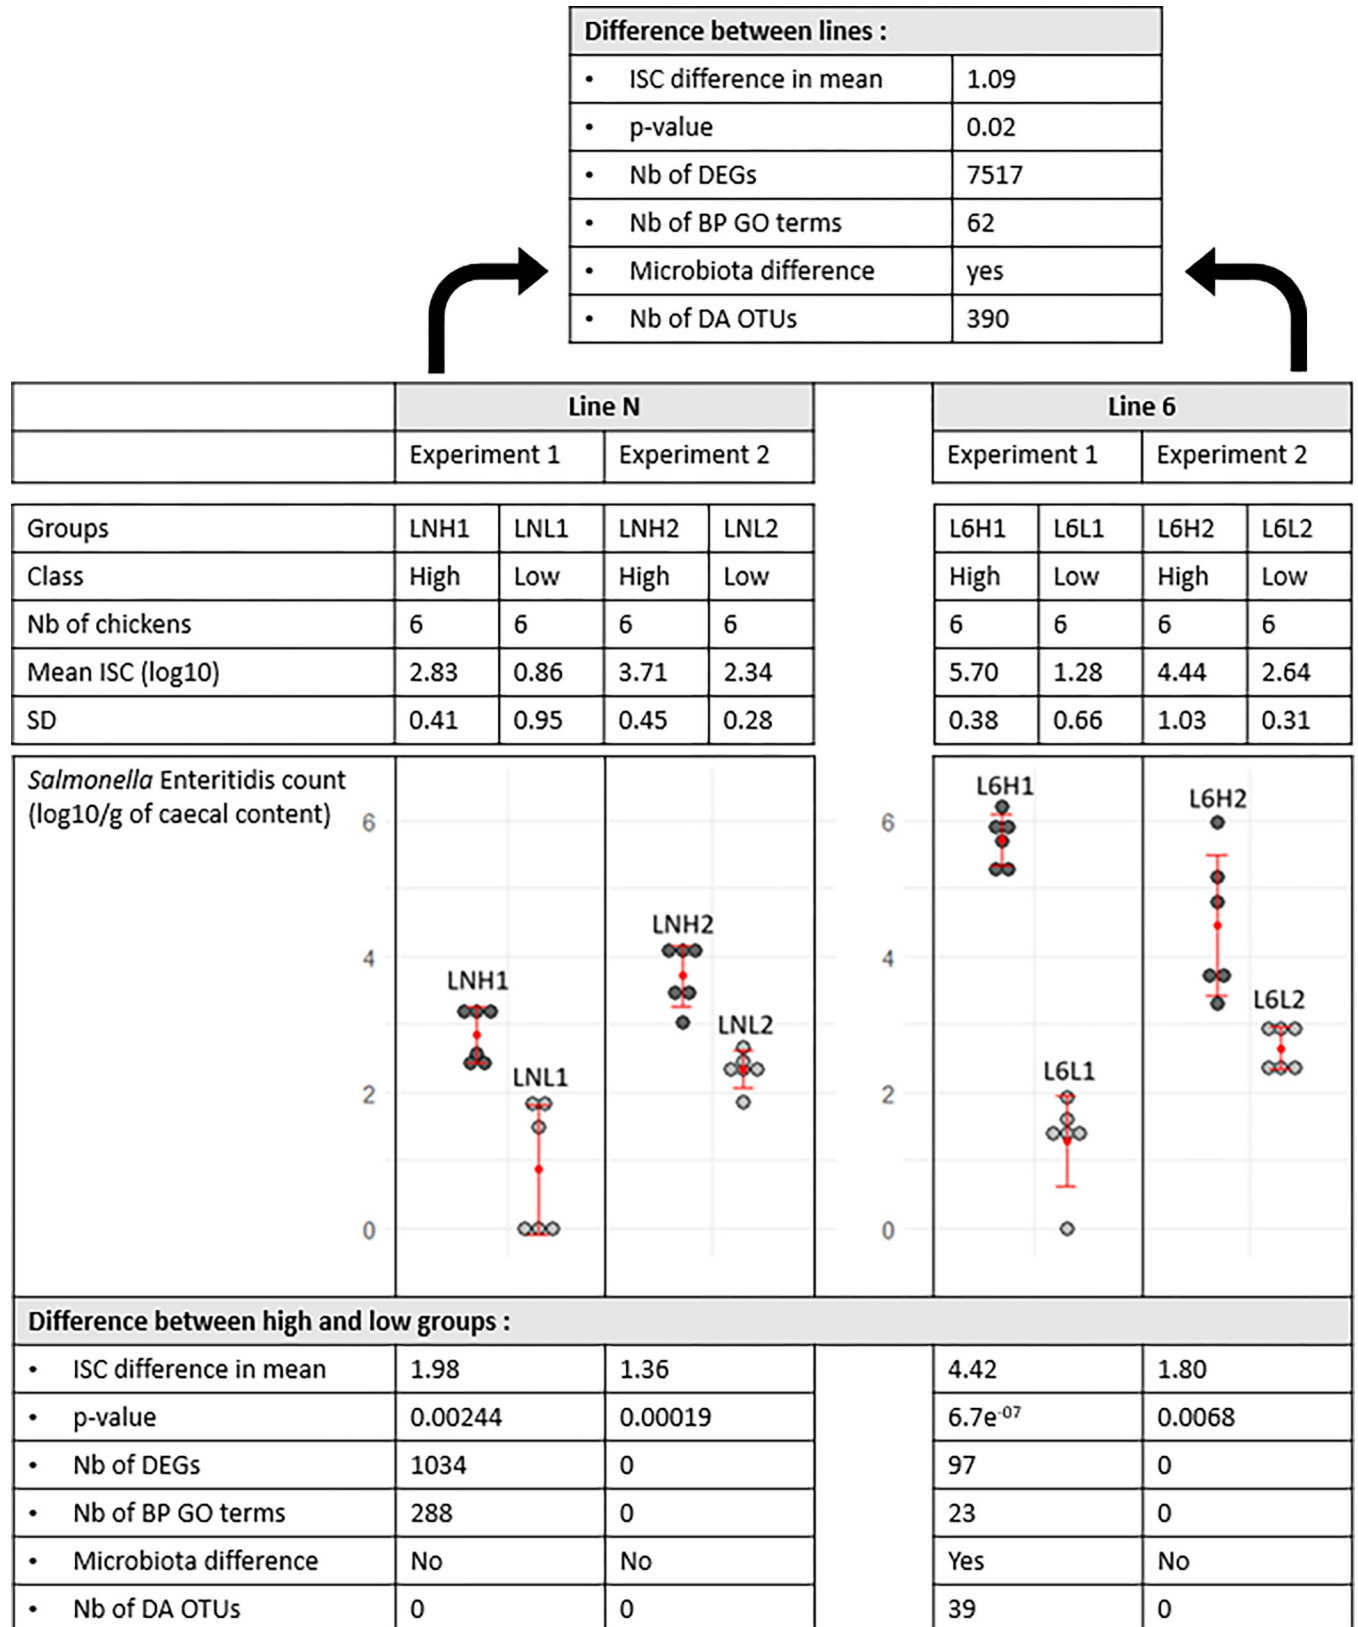 Difference between lines :
• ISC difference in mean 1.09
• p-value 0.02
• Nb of DEGs 7517
• Nb of BP GO terms 62
• Microbiota difference yes
• Nb of DA OTUs 390
Line N Line 6
Experiment 1 Experiment 2 Experiment 1 Experiment 2
Groups LNH1 LNL1 LNH2 LNL2 L6H1 L6L1 L6H2 L6L2
Class High Low High Low High Low High Low
Nb of chickens 6 6 6 6 6 6 6 6
Mean ISC (log10) 2.83 0.86 3.71 2.34 5.70 1.28 4.44 2.64
SD 0.41 0.95 0.45 0.28 0.38 0.66 1.03 0.31
Salmonella Enteritidis count
(log10/g of caecal content)
6 6
4 4
2 2
0 0
LNH1
LNL1
LNH2
LNL2
L6H1
L6L1
L6H2
L6L2
Difference between high and low groups :
• ISC difference in mean 1.98 1.36 4.42 1.80
• p-value 0.00244 0.00019 6.7e-07 0.0068
• Nb of DEGs 1034 0 97 0
• Nb of BP GO terms 288 0 23 0
• Microbiota difference No No Yes No
• Nb of DA OTUs 0 0 39 0